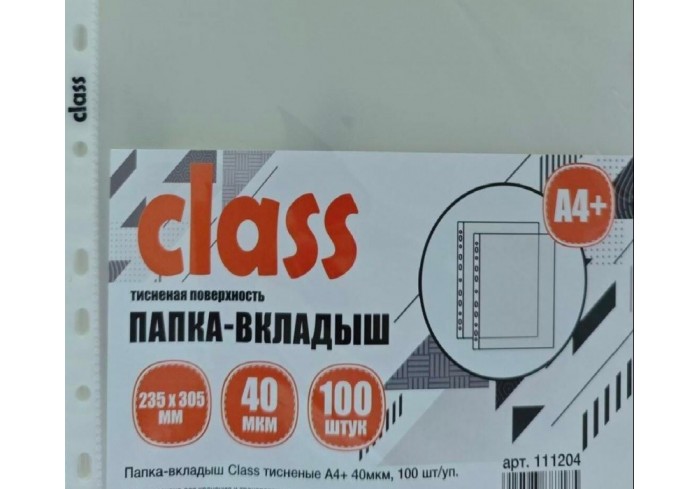 class
class
A4+
тисненая поверхность
ПАПКА-ВКЛАДЫШ
235 x 305
ММ
40
МКМ
100
ШТУК
Папка-вкладыш Class тисненые А4+ 40мкм, 100 шт/уп.
арт. 111204